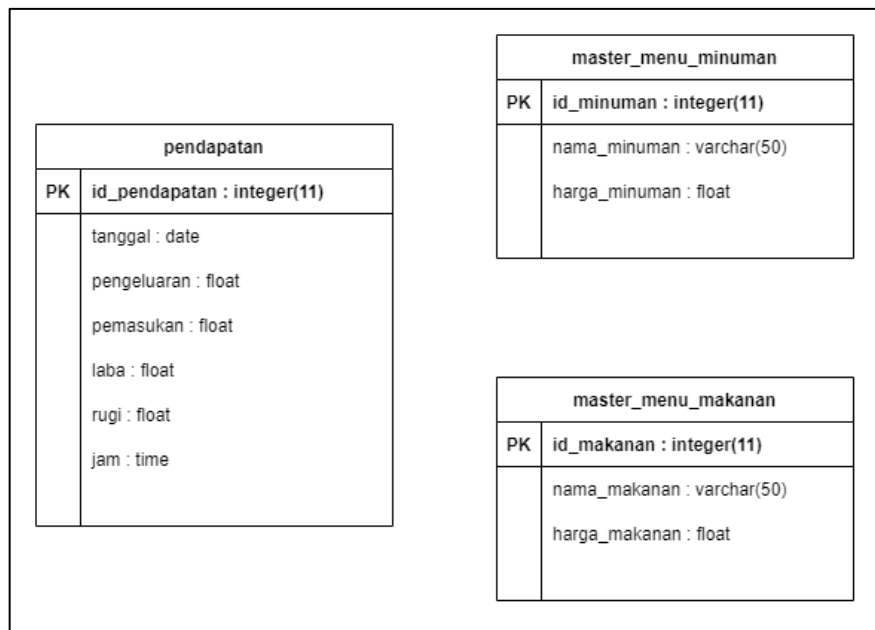 pendapatan
PK id_pendapatan : integer(11)
tanggal : date
pengeluaran : float
pemasukan : float
laba : float
rugi : float
jam : time
master_menu_minuman
PK id_minuman : integer(11)
nama_minuman : varchar(50)
harga_minuman : float
master_menu_makanan
PK id_makanan : integer(11)
nama_makanan : varchar(50)
harga_makanan : float